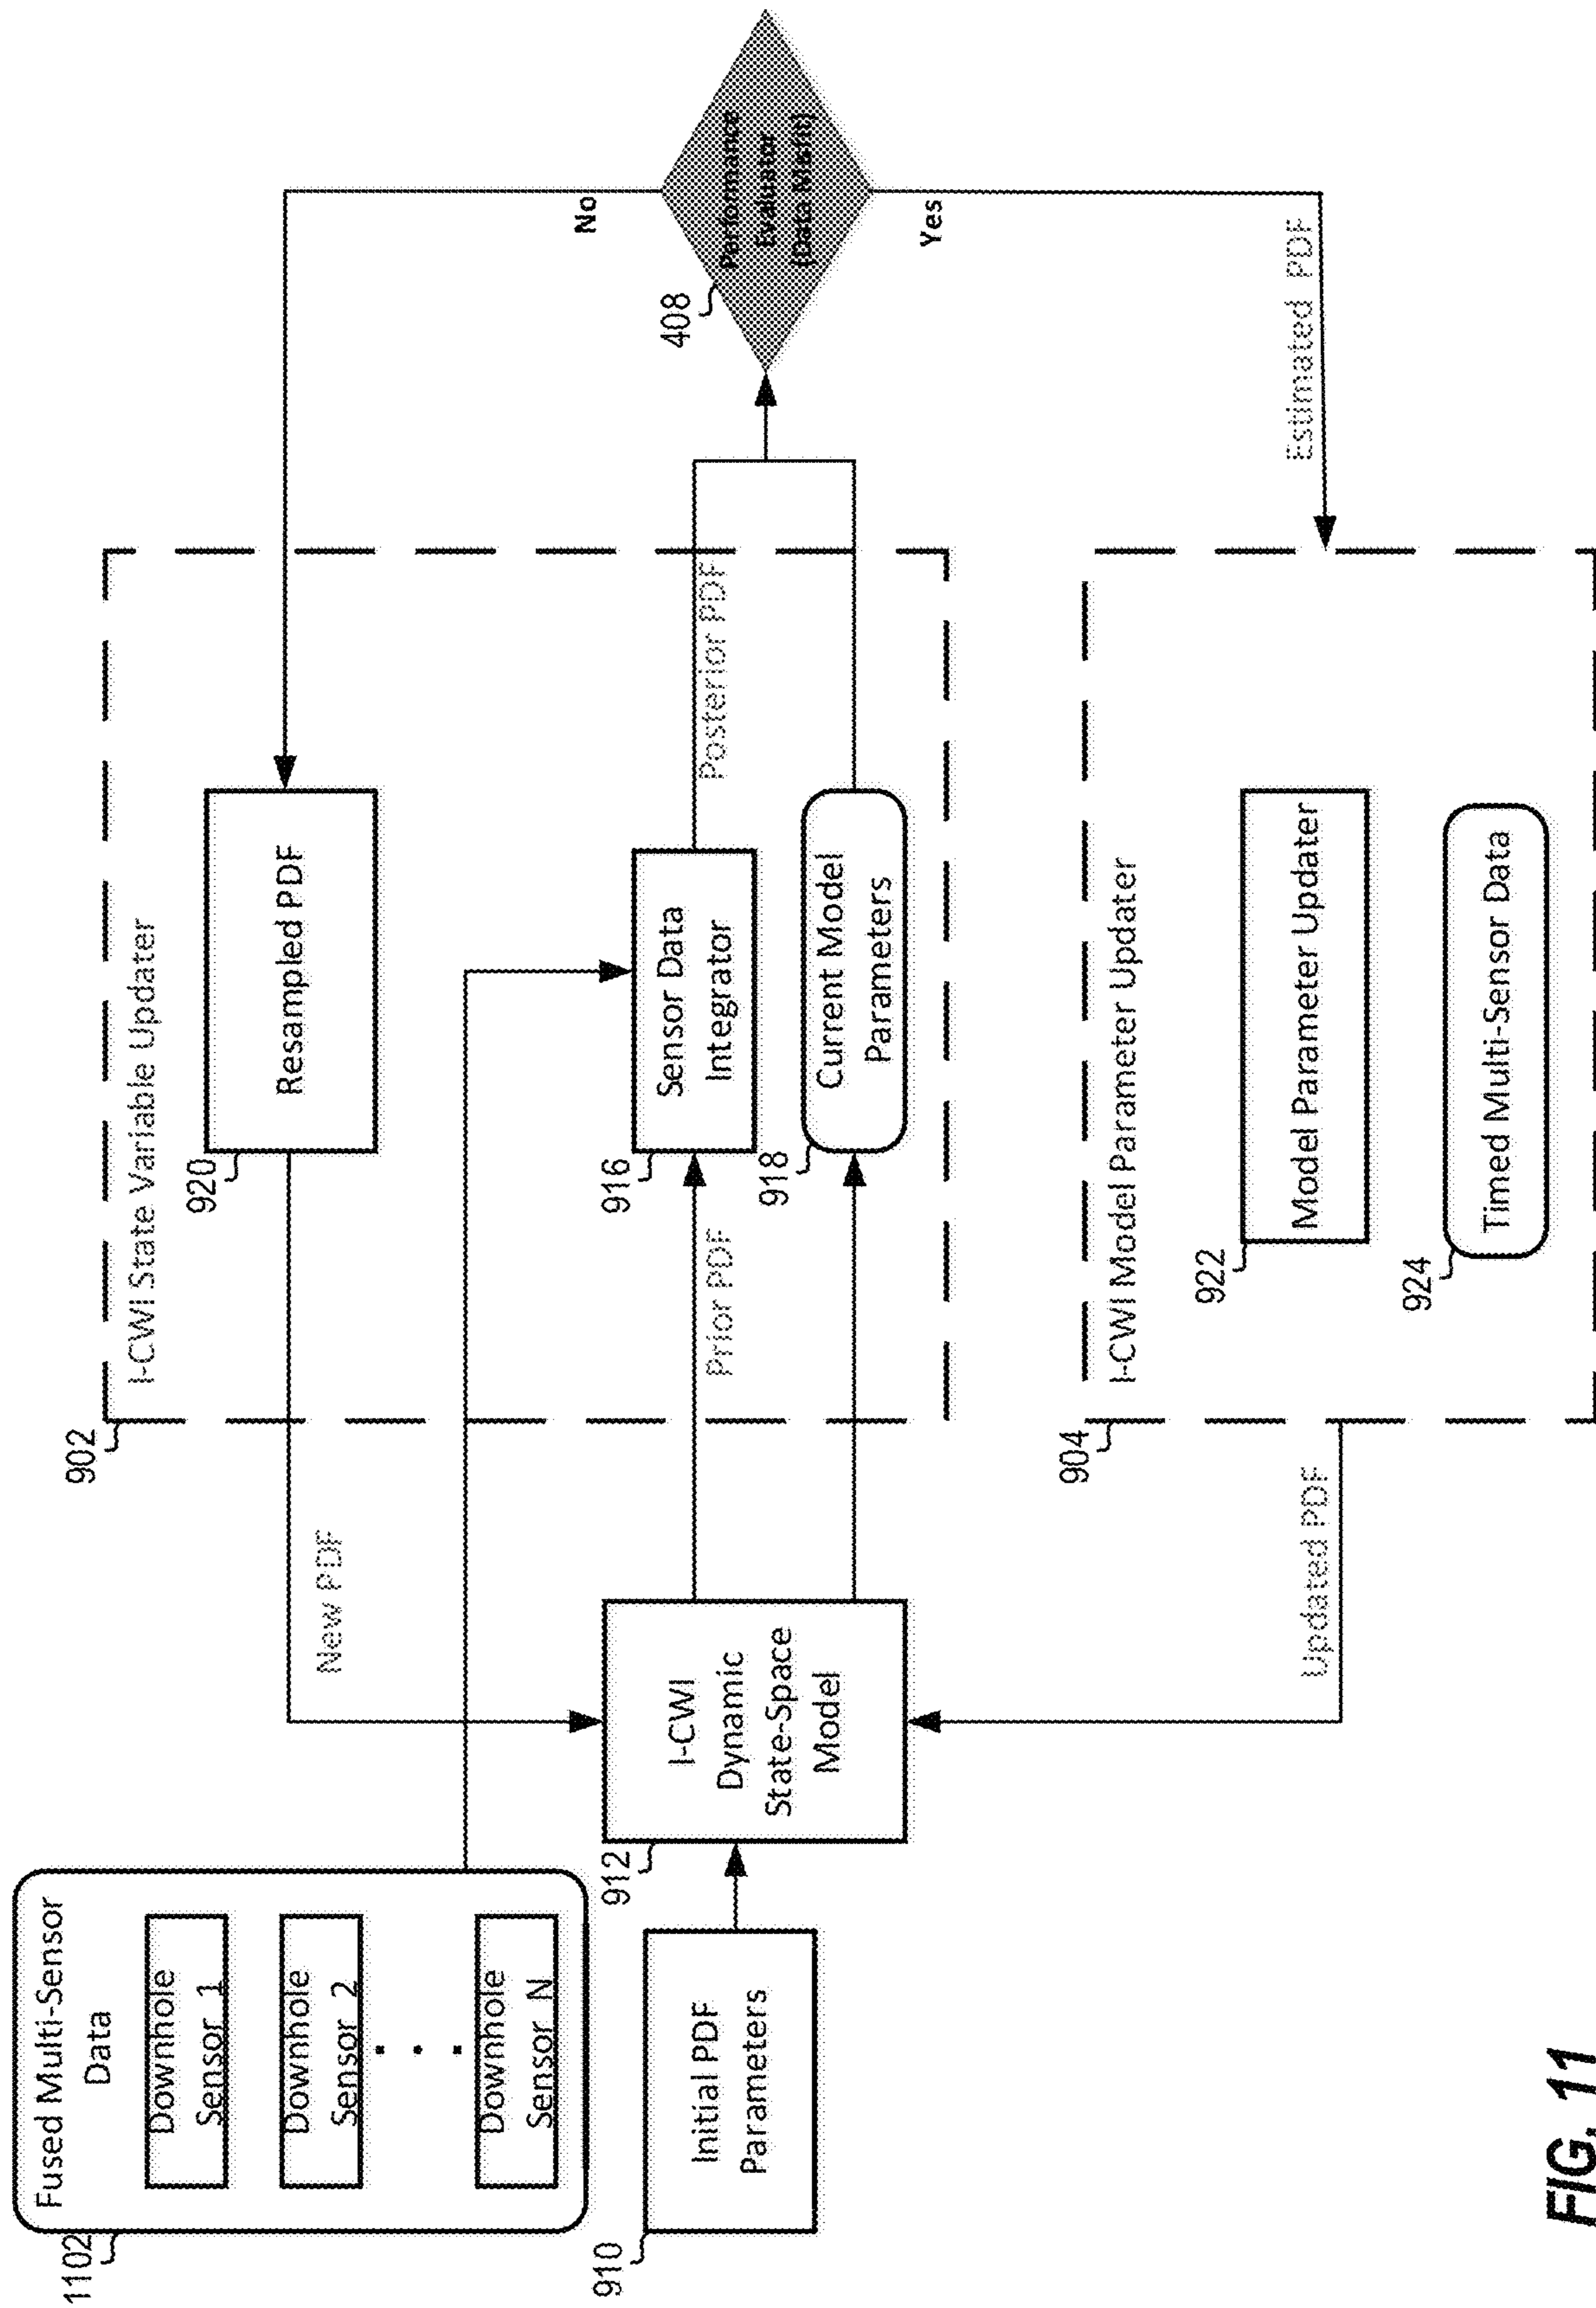 1102
Fused Multi-Sensor
Data
Downhole
Sensor 1
Downhole
Sensor 2
. . .
Downhole
Sensor N
910
Initial PDF
Parameters
912
I-CWI
Dynamic
State-Space
Model
New PDF
Updated PDF
902
I-CWI State Variable Updater
920
Resampled PDF
Prior PDF
916
Sensor Data
Integrator
Posterior PDF
918
Current Model
Parameters
904
I-CWI Model Parameter Updater
922
Model Parameter Updater
924
Timed Multi-Sensor Data
408
Performance
Evaluator
(Data Misfit)
No
Yes
Estimated PDF
FIG. 11